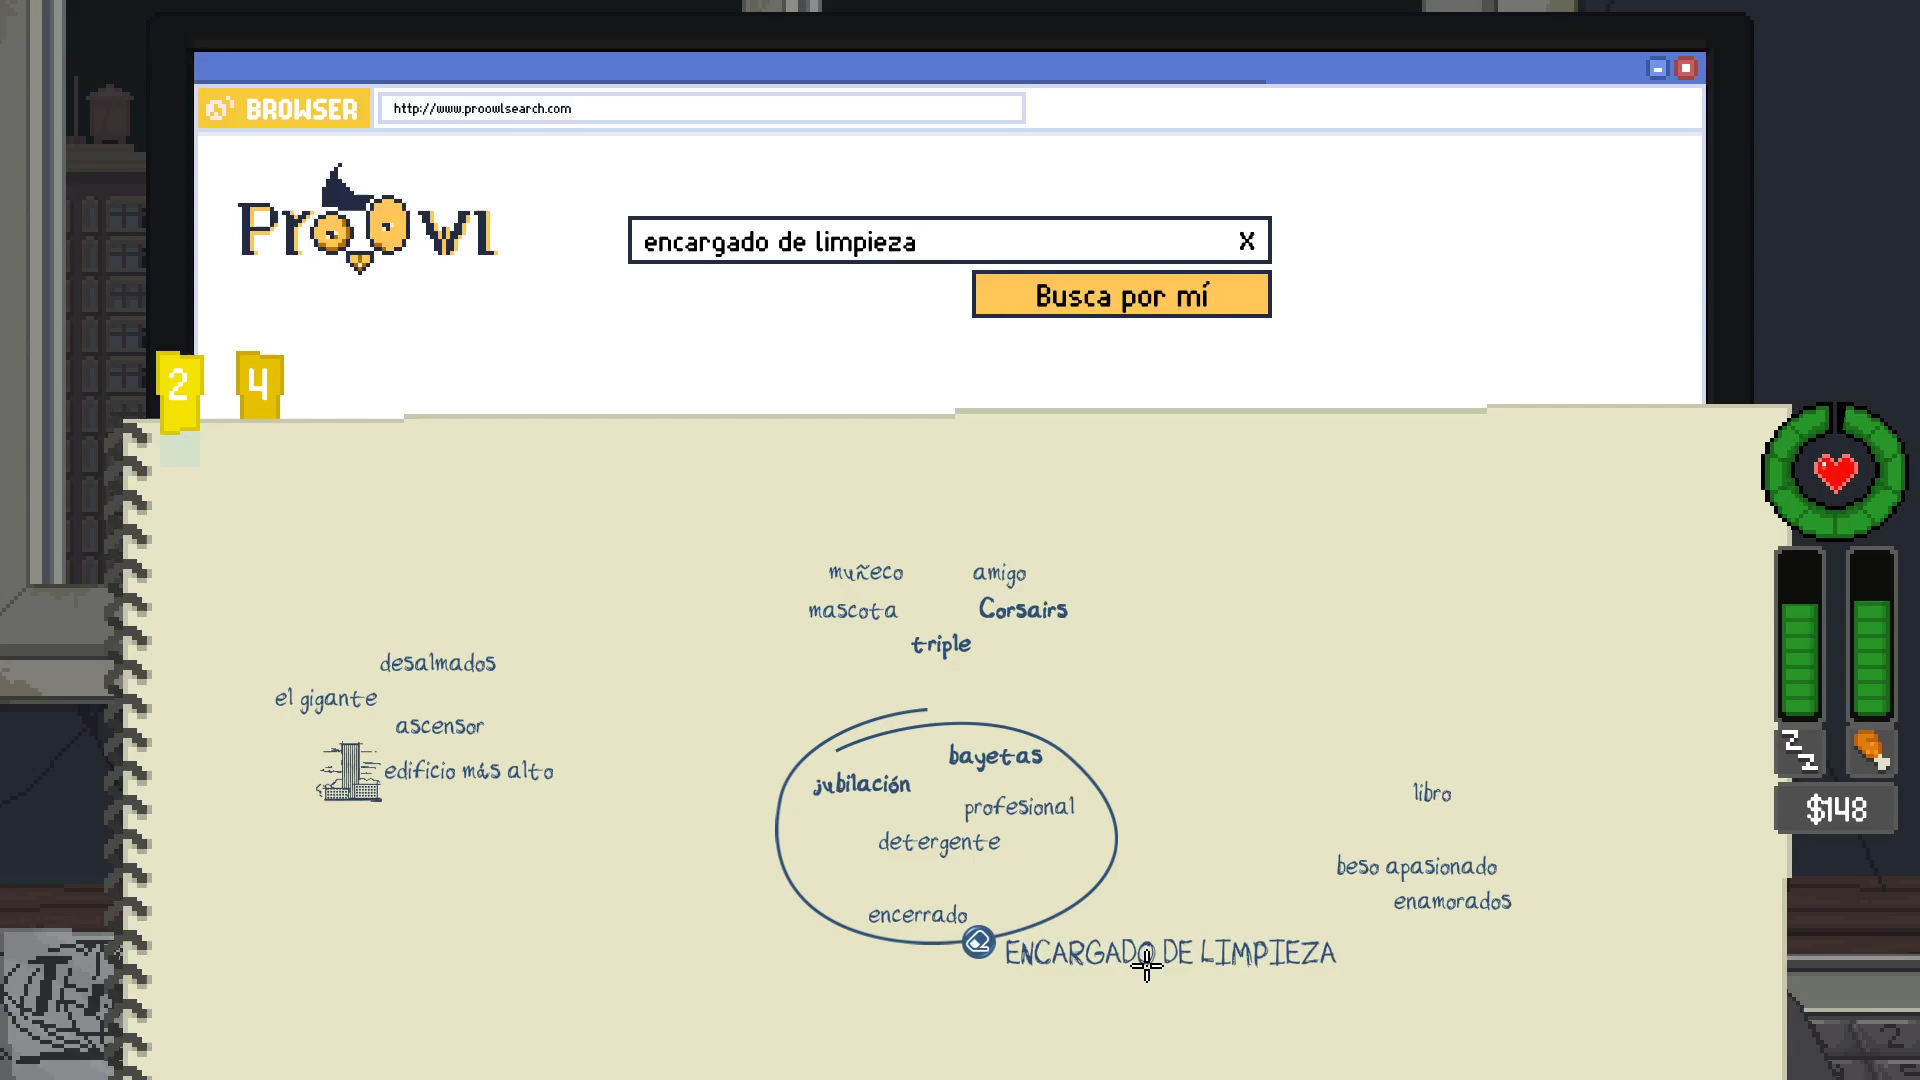 BROWSER
http://www.proowlsearch.com
PrOOwl
encargado de limpieza X
Busca por mí
2 4
muñeco amigo
mascota Corsairs
triple
desalmados
el gigante
ascensor
edificio más alto
bayetas
jubilación
profesional
detergente
encerrado
ENCARGADO DE LIMPIEZA
libro
beso apasionado
enamorados
$148